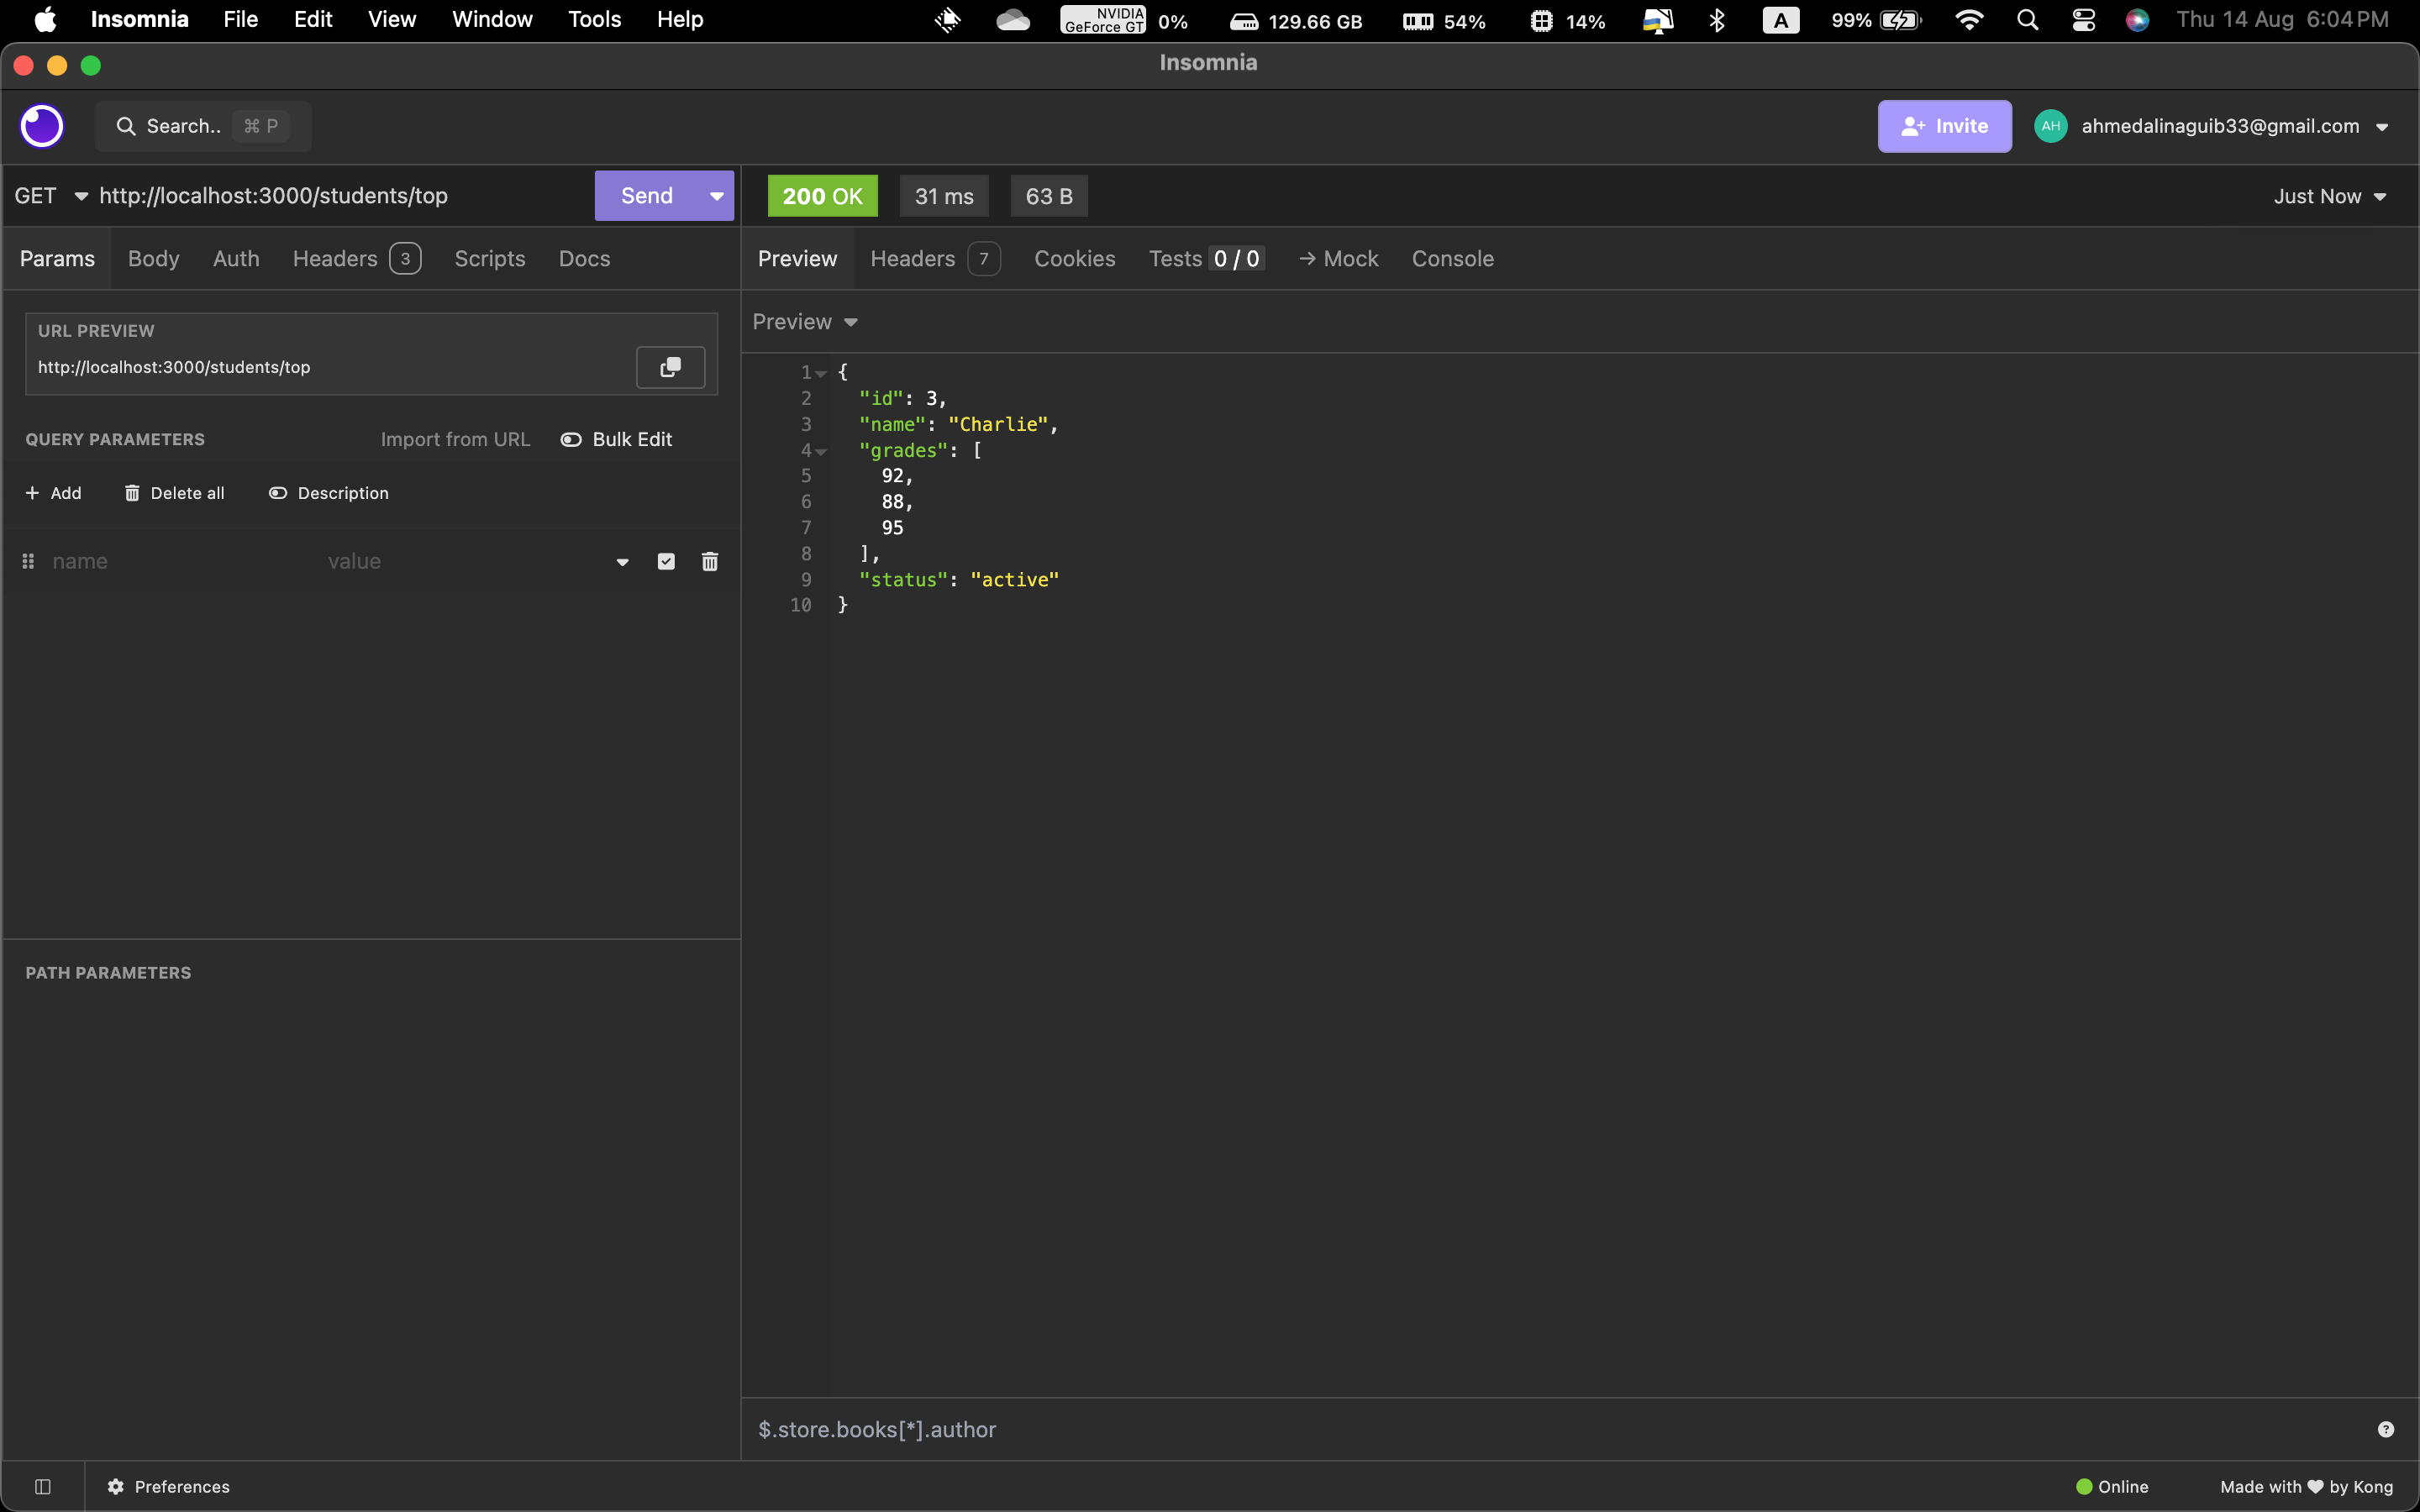 Insomnia File Edit View Window Tools Help NVIDIA GeForce GT 0% 129.66 GB 54% 14% A 99% Thu 14 Aug 6:04 PM
Insomnia
Search.. ⌘ P Invite AH ahmedalinaguib33@gmail.com
GET http://localhost:3000/students/top Send 200 OK 31 ms 63 B Just Now
Params Body Auth Headers 3 Scripts Docs Preview Headers 7 Cookies Tests 0 / 0 → Mock Console
URL PREVIEW
http://localhost:3000/students/top
QUERY PARAMETERS Import from URL Bulk Edit
+ Add Delete all Description
name value
PATH PARAMETERS
Preview
1 {
2 "id": 3,
3 "name": "Charlie",
4 "grades": [
5 92,
6 88,
7 95
8 ],
9 "status": "active"
10 }
$.store.books[*].author ?
Preferences Online Made with ♥ by Kong